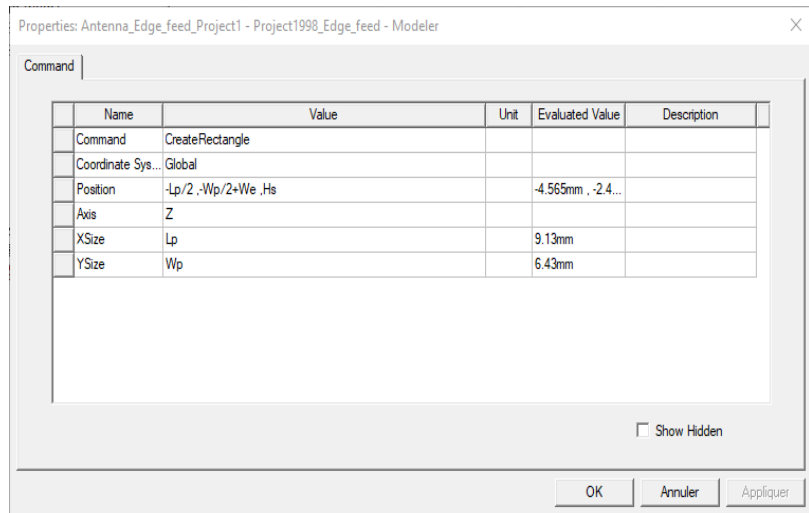 Properties: Antenna_Edge_feed_Project1 - Project1998_Edge_feed - Modeler
Command
Name Value Unit Evaluated Value Description
Command CreateRectangle
Coordinate Sys... Global
Position -Lp/2 ,-Wp/2+We ,Hs -4.565mm , -2.4...
Axis Z
XSize Lp 9.13mm
YSize Wp 6.43mm
Show Hidden
OK Annuler Appliquer